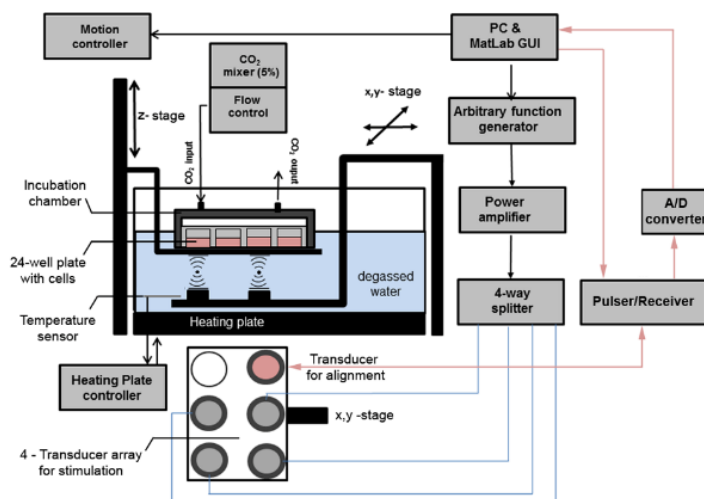 Motion
controller
PC &
MatLab GUI
CO2
mixer (5%)
Flow
control
x,y- stage
z- stage
Arbitrary function
generator
CO2 input
CO2 output
Incubation
chamber
Power
amplifier
A/D
converter
24-well plate
with cells
degassed
water
4-way
splitter
Pulser/Receiver
Temperature
sensor
Heating plate
Transducer
for alignment
Heating Plate
controller
x,y -stage
4 - Transducer array
for stimulation